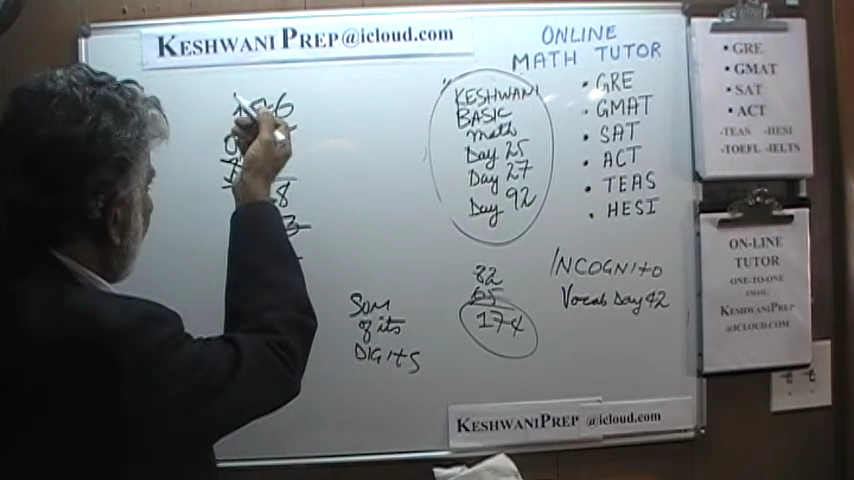 KESHWANI PREP@icloud.com
ONLINE
MATH TUTOR
• GRE
• GMAT
• SAT
• ACT
• TEAS
• HESI
KESHWANI
BASIC
Math
Day 25
Day 27
Day 92
82
174
SUM
of its
DIGITS
INCOGNITO
Vocab Day 42
KESHWANIPREP @icloud.com
• GRE
• GMAT
• SAT
• ACT
-TEAS -HESI
-TOEFL -IELTS
ON-LINE
TUTOR
ONE-TO-ONE
EMAIL
KESHWANIPREP
@ICLOUD.COM